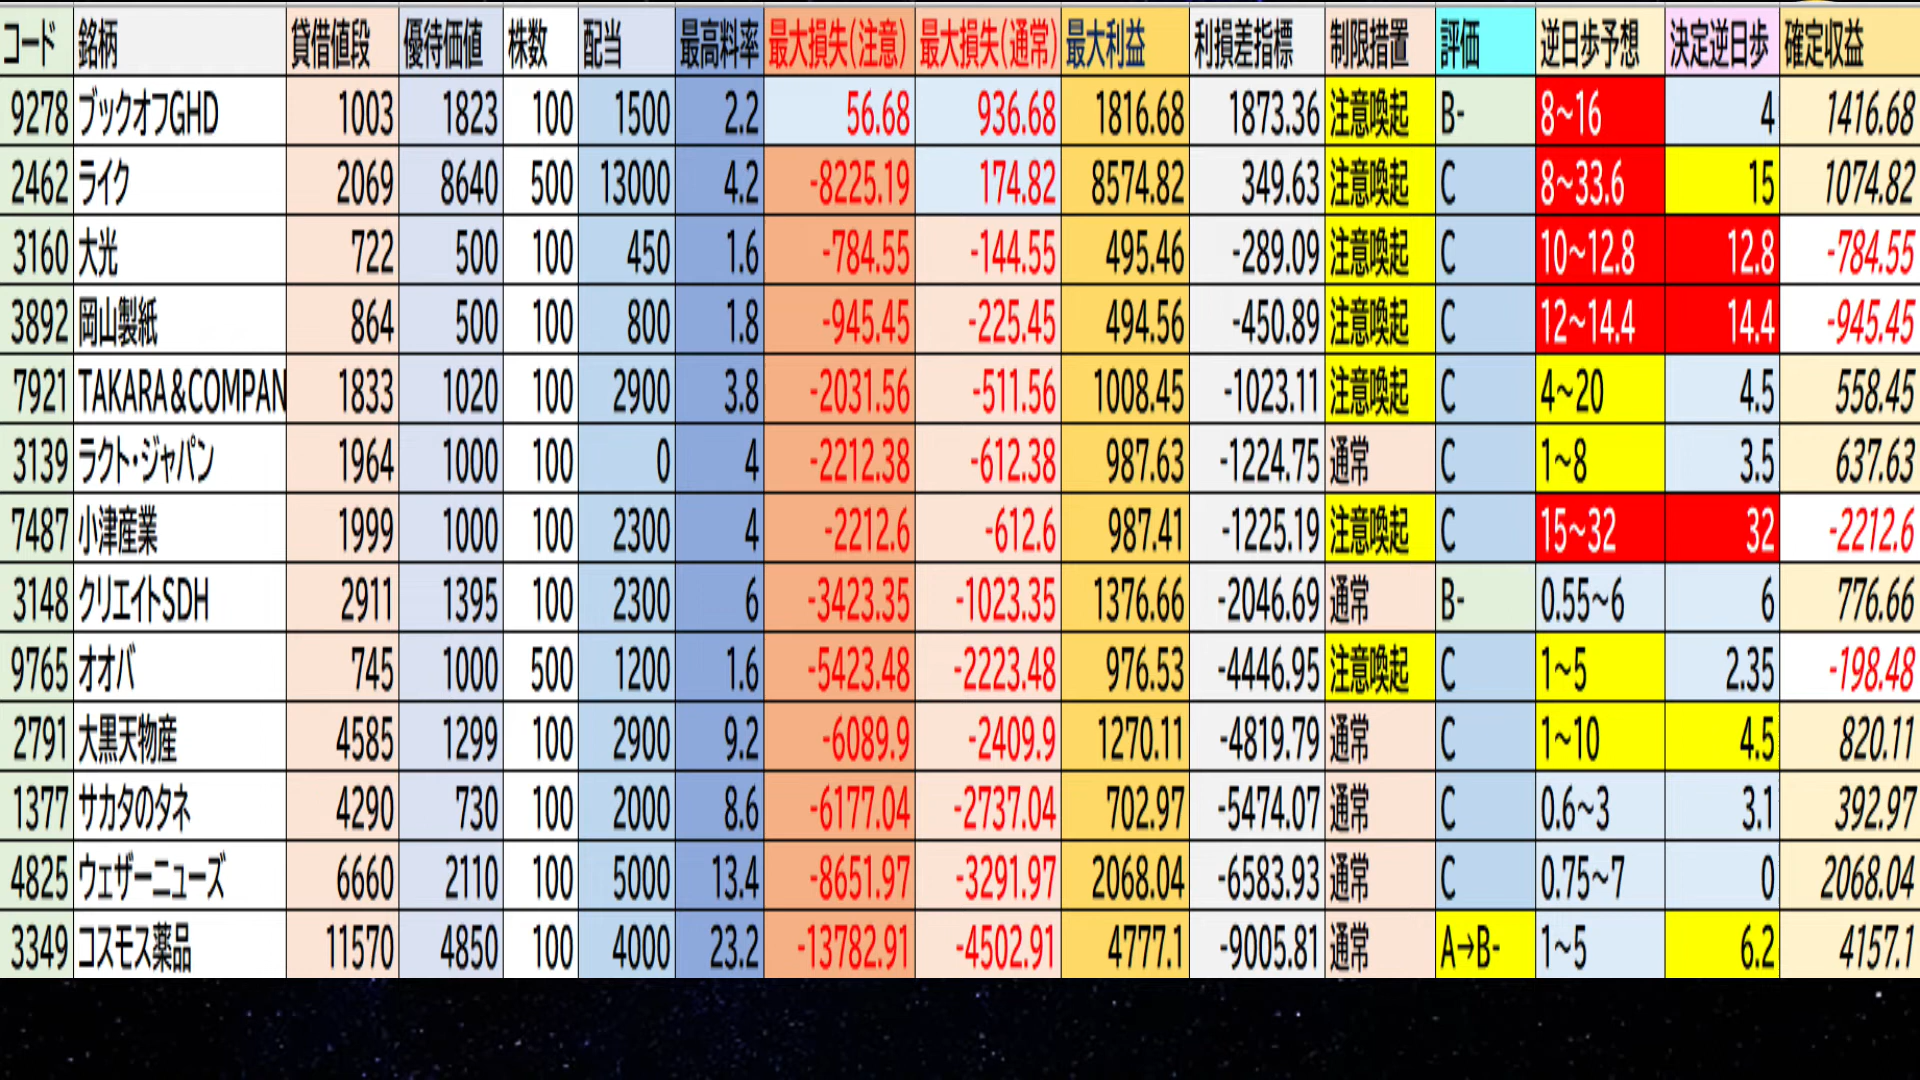 コード 銘柄 貸借値段 優待価値 株数 配当 最高料率 最大損失(注意) 最大損失(通常) 最大利益 利損差指標 制限措置 評価 逆日歩予想 決定逆日歩 確定収益
9278 ブックオフGHD 1003 1823 100 1500 2.2 56.68 936.68 1816.68 1873.36 注意喚起 B- 8~16 4 1416.68
2462 ライク 2069 8640 500 13000 4.2 -8225.19 174.82 8574.82 349.63 注意喚起 C 8~33.6 15 1074.82
3160 大光 722 500 100 450 1.6 -784.55 -144.55 495.46 -289.09 注意喚起 C 10~12.8 12.8 -784.55
3892 岡山製紙 864 500 100 800 1.8 -945.45 -225.45 494.56 -450.89 注意喚起 C 12~14.4 14.4 -945.45
7921 TAKARA&COMPAN 1833 1020 100 2900 3.8 -2031.56 -511.56 1008.45 -1023.11 注意喚起 C 4~20 4.5 558.45
3139 ラクト・ジャパン 1964 1000 100 0 4 -2212.38 -612.38 987.63 -1224.75 通常 C 1~8 3.5 637.63
7487 小津産業 1999 1000 100 2300 4 -2212.6 -612.6 987.41 -1225.19 注意喚起 C 15~32 32 -2212.6
3148 クリエイトSDH 2911 1395 100 2300 6 -3423.35 -1023.35 1376.66 -2046.69 通常 B- 0.55~6 6 776.66
9765 オオバ 745 1000 500 1200 1.6 -5423.48 -2223.48 976.53 -4446.95 注意喚起 C 1~5 2.35 -198.48
2791 大黒天物産 4585 1299 100 2900 9.2 -6089.9 -2409.9 1270.11 -4819.79 通常 C 1~10 4.5 820.11
1377 サカタのタネ 4290 730 100 2000 8.6 -6177.04 -2737.04 702.97 -5474.07 通常 C 0.6~3 3.1 392.97
4825 ウェザーニューズ 6660 2110 100 5000 13.4 -8651.97 -3291.97 2068.04 -6583.93 通常 C 0.75~7 0 2068.04
3349 コスモス薬品 11570 4850 100 4000 23.2 -13782.91 -4502.91 4777.1 -9005.81 通常 A→B- 1~5 6.2 4157.1